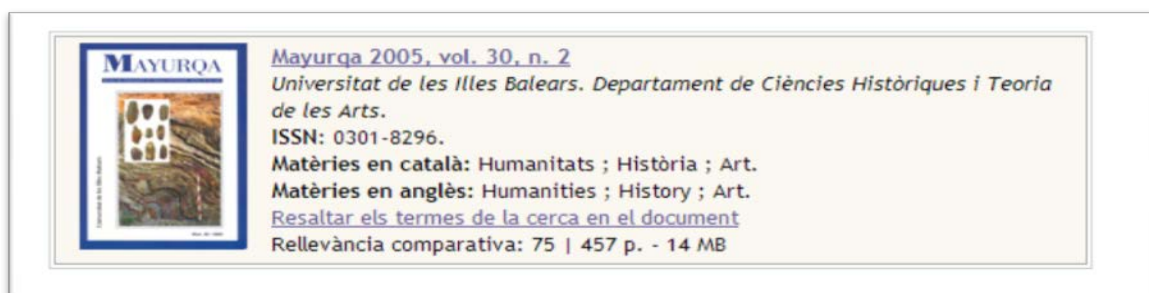 MAYURQA
Mayurqa 2005, vol. 30, n. 2
Universitat de les Illes Balears. Departament de Ciències Històriques i Teoria
de les Arts.
ISSN: 0301-8296.
Matèries en català: Humanitats ; Història ; Art.
Matèries en anglès: Humanities ; History ; Art.
Resaltar els termes de la cerca en el document
Rellevància comparativa: 75 | 457 p. - 14 MB